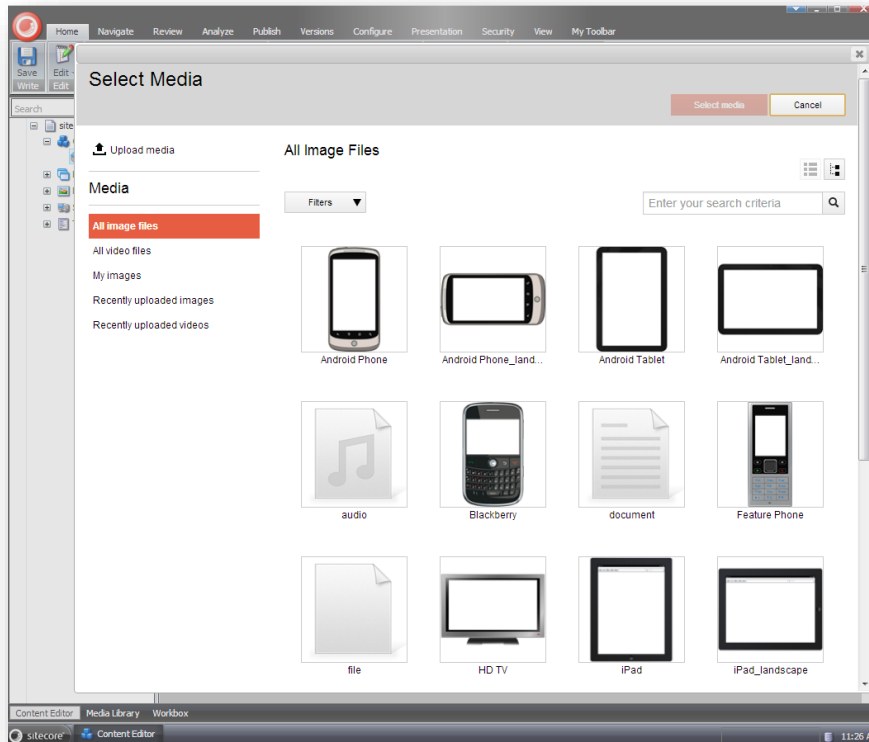 Home Navigate Review Analyze Publish Versions Configure Presentation Security View My Toolbar
Save Edit
Write Edit
Select Media
Select media Cancel
Search
site
Upload media
All Image Files
Media
Filters
Enter your search criteria
All image files
All video files
My images
Recently uploaded images
Recently uploaded videos
Android Phone Android Phone_land... Android Tablet Android Tablet_land...
audio Blackberry document Feature Phone
file HD TV iPad iPad_landscape
Content Editor Media Library Workbox
sitecore Content Editor 11:26 A